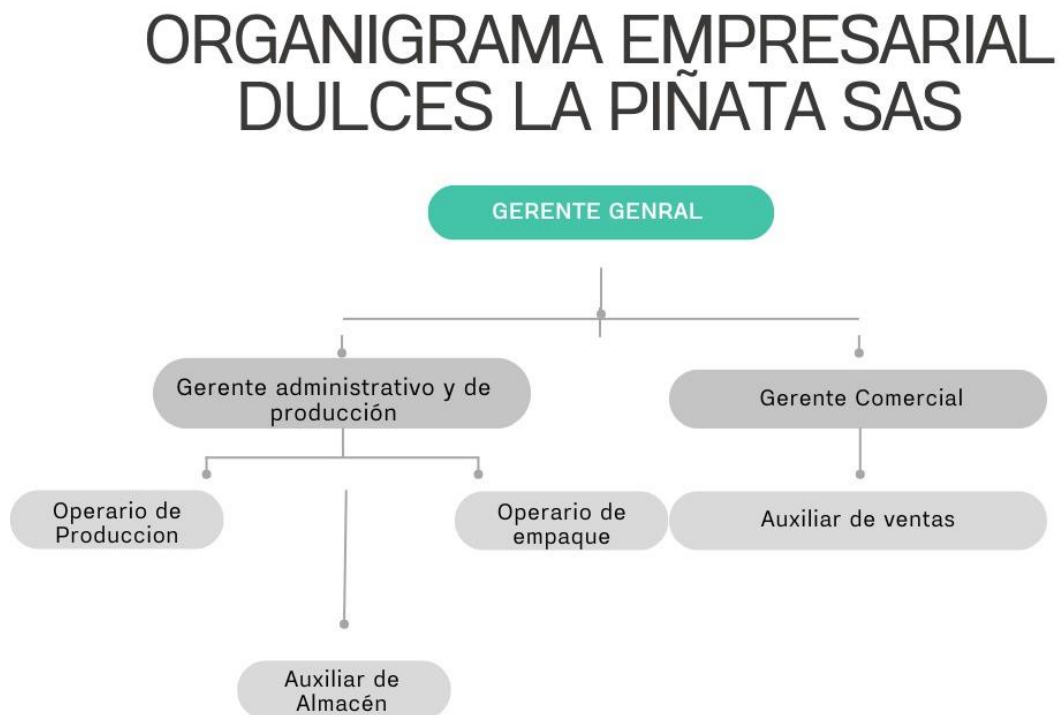 ORGANIGRAMA EMPRESARIAL
DULCES LA PIÑATA SAS
GERENTE GENRAL
Gerente administrativo y de
producción
Gerente Comercial
Operario de
Produccion
Operario de
empaque
Auxiliar de ventas
Auxiliar de
Almacén